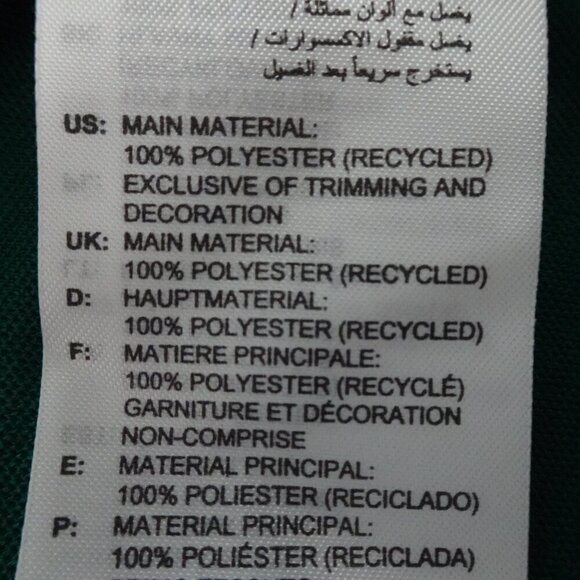 يغسل مع ألوان مماثلة /
يغسل مقفول الاكسسوارات /
يستخرج سريعاً بعد الغسيل
US: MAIN MATERIAL:
100% POLYESTER (RECYCLED)
EXCLUSIVE OF TRIMMING AND
DECORATION
UK: MAIN MATERIAL:
100% POLYESTER (RECYCLED)
D: HAUPTMATERIAL:
100% POLYESTER (RECYCLED)
F: MATIERE PRINCIPALE:
100% POLYESTER (RECYCLÉ)
GARNITURE ET DÉCORATION
NON-COMPRISE
E: MATERIAL PRINCIPAL:
100% POLIESTER (RECICLADO)
P: MATERIAL PRINCIPAL:
100% POLIÉSTER (RECICLADA)